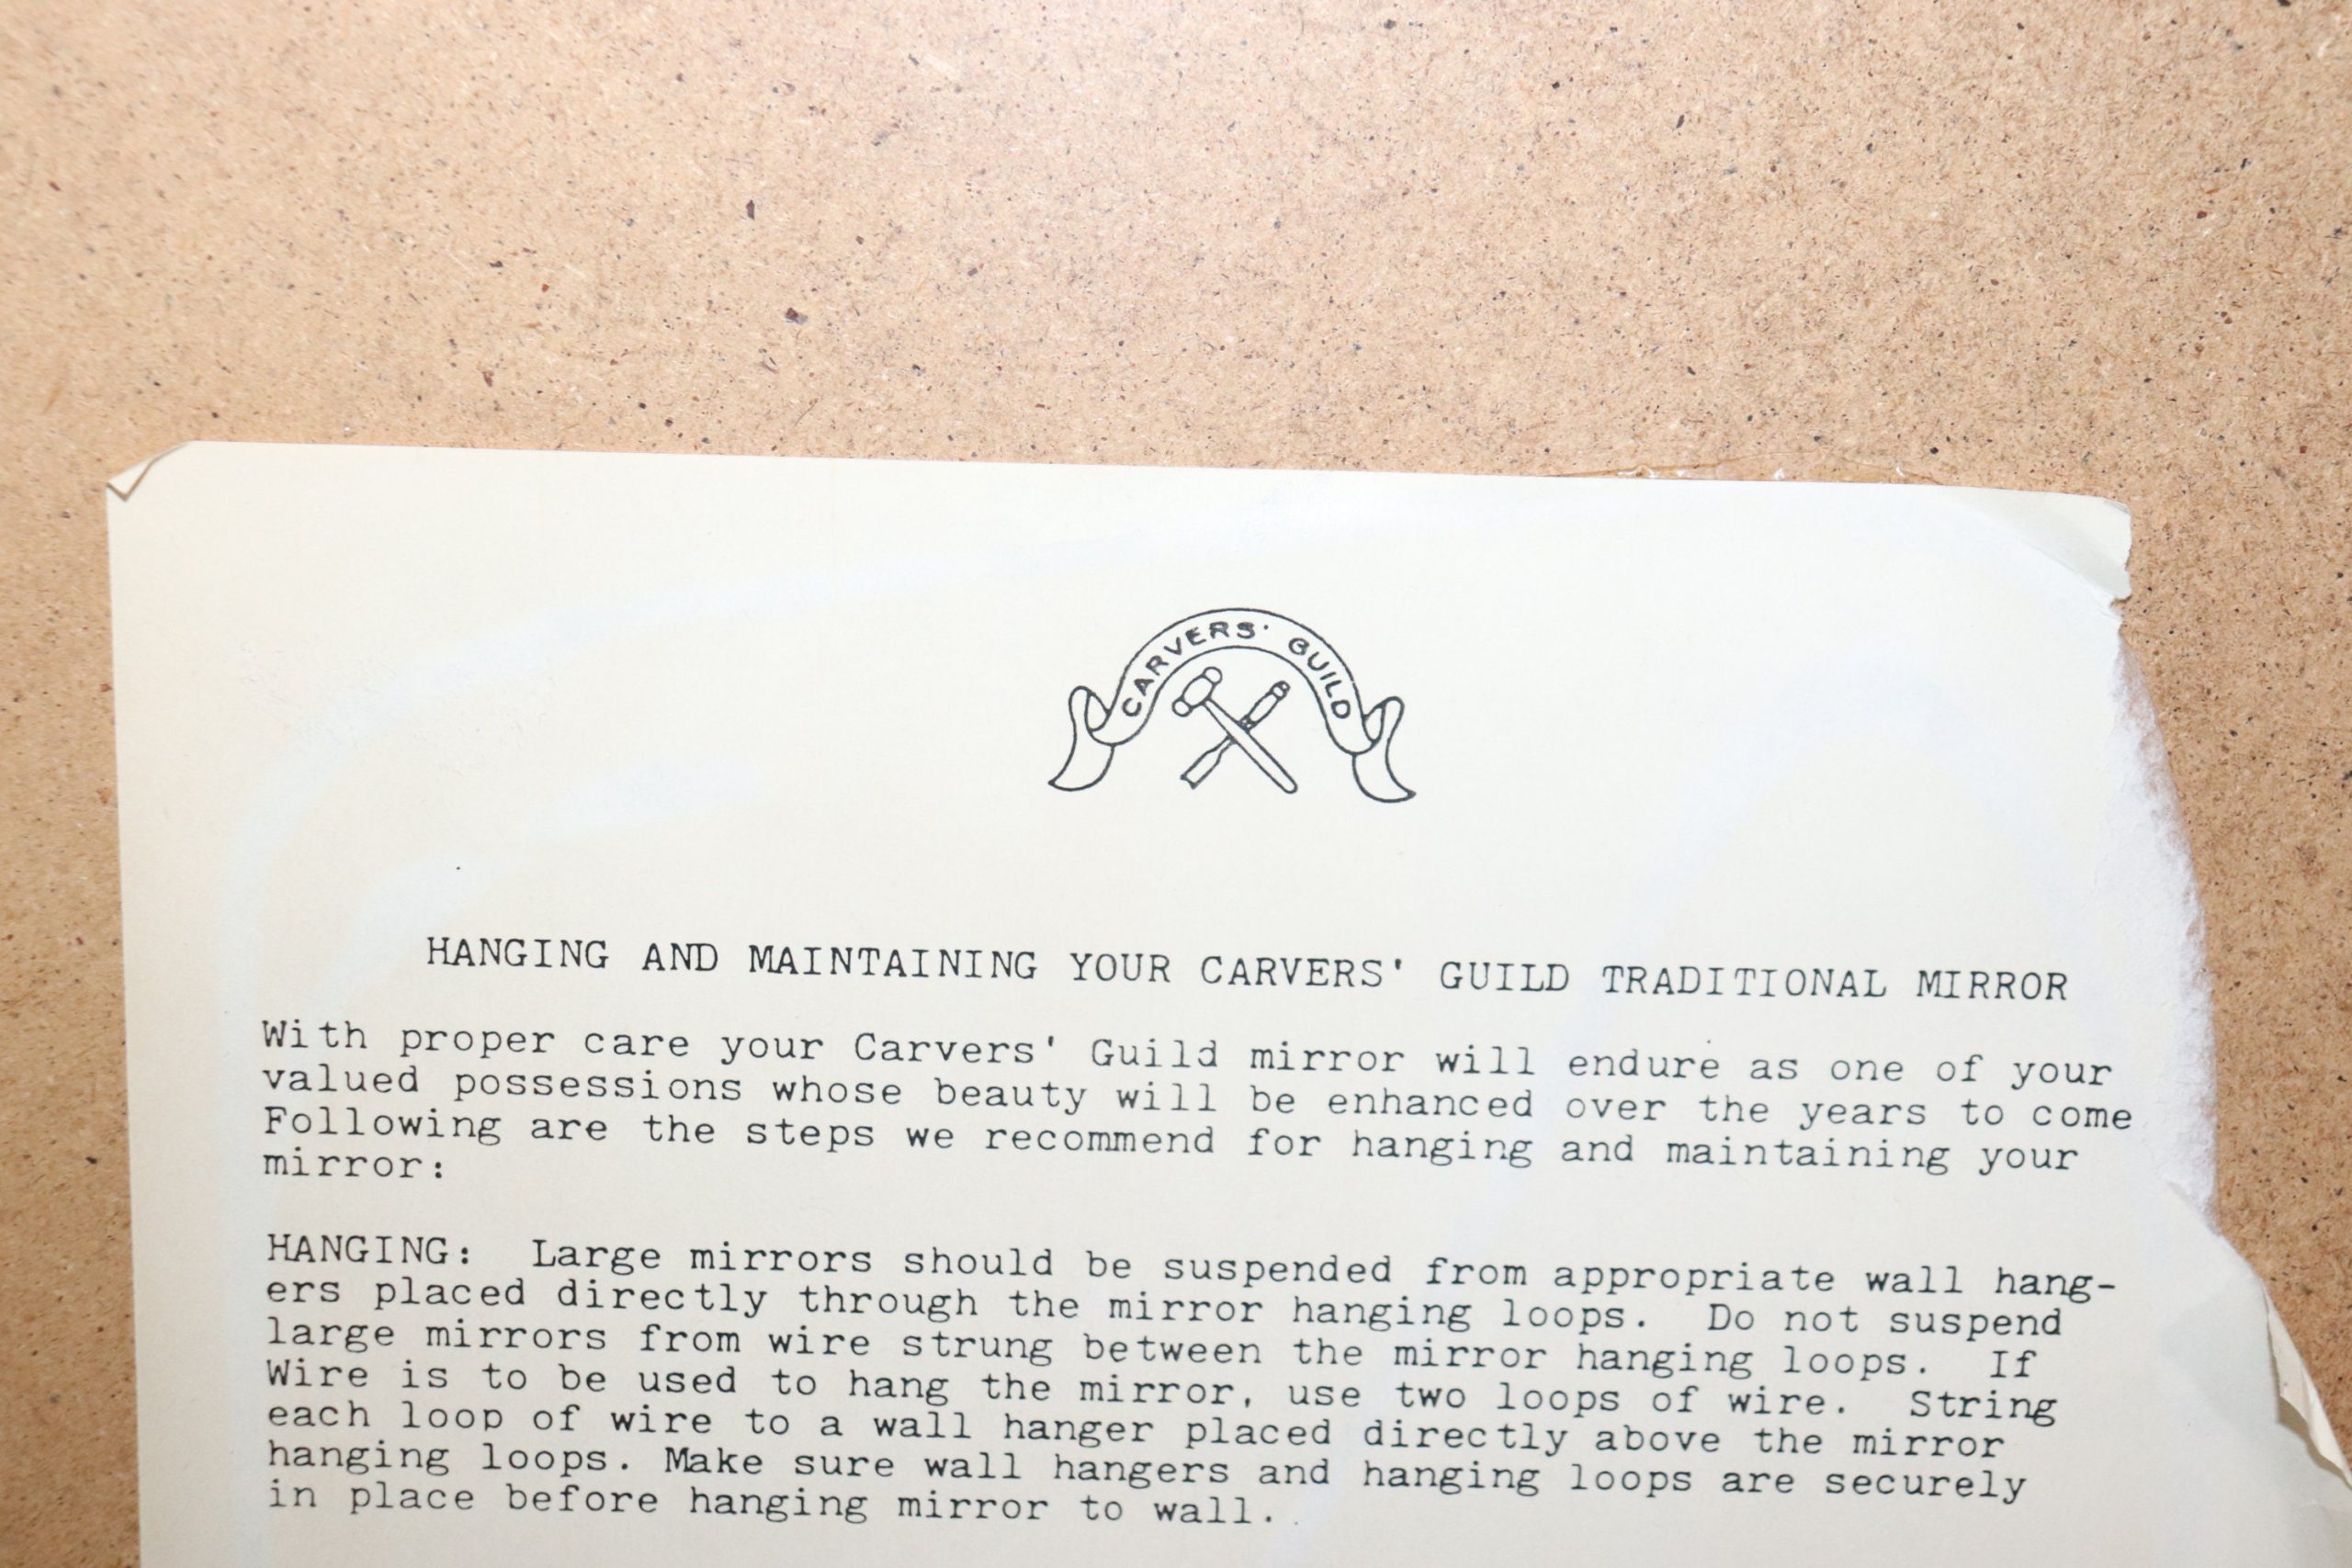 CARVERS' GUILD
HANGING AND MAINTAINING YOUR CARVERS' GUILD TRADITIONAL MIRROR
With proper care your Carvers' Guild mirror will endure as one of your
valued possessions whose beauty will be enhanced over the years to come
Following are the steps we recommend for hanging and maintaining your
mirror:
HANGING: Large mirrors should be suspended from appropriate wall hang-
ers placed directly through the mirror hanging loops. Do not suspend
large mirrors from wire strung between the mirror hanging loops. If
Wire is to be used to hang the mirror, use two loops of wire. String
each loop of wire to a wall hanger placed directly above the mirror
hanging loops. Make sure wall hangers and hanging loops are securely
in place before hanging mirror to wall.